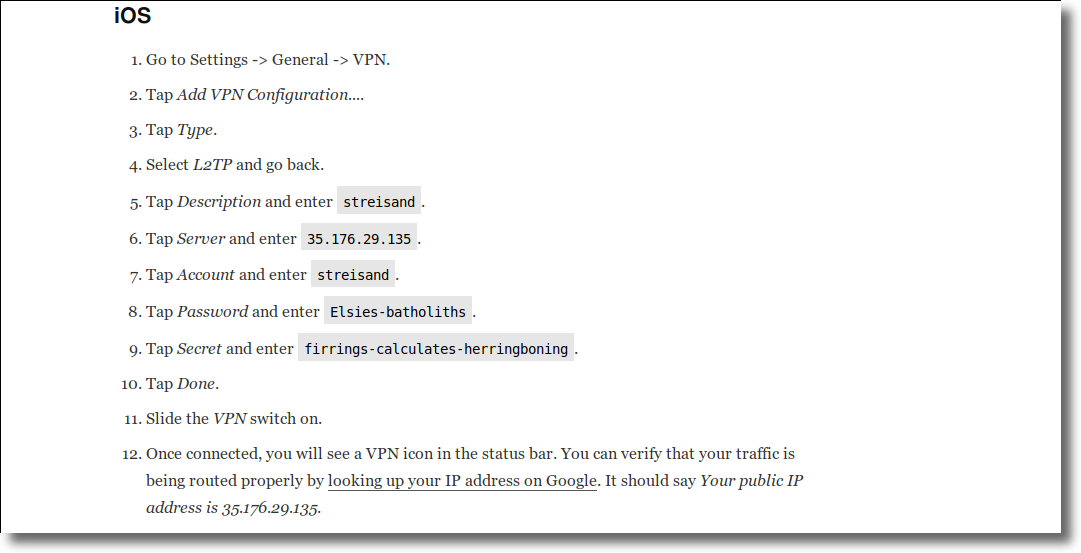 iOS
1. Go to Settings -> General -> VPN.
2. Tap Add VPN Configuration....
3. Tap Type.
4. Select L2TP and go back.
5. Tap Description and enter streisand.
6. Tap Server and enter 35.176.29.135.
7. Tap Account and enter streisand.
8. Tap Password and enter Elsies-batholiths.
9. Tap Secret and enter firrings-calculates-herringboning.
10. Tap Done.
11. Slide the VPN switch on.
12. Once connected, you will see a VPN icon in the status bar. You can verify that your traffic is
being routed properly by looking up your IP address on Google. It should say Your public IP
address is 35.176.29.135.